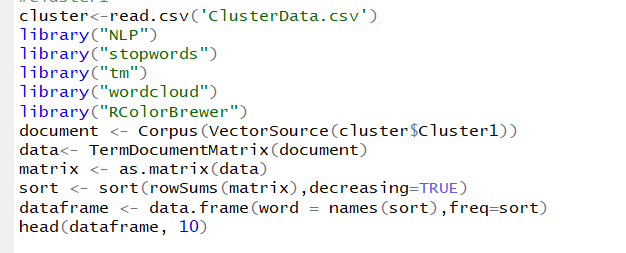 cluster<-read.csv('ClusterData.csv')
library("NLP")
library("stopwords")
library("tm")
library("wordcloud")
library("RColorBrewer")
document <- Corpus(VectorSource(cluster$Cluster1))
data<- TermDocumentMatrix(document)
matrix <- as.matrix(data)
sort <- sort(rowSums(matrix),decreasing=TRUE)
dataframe <- data.frame(word = names(sort),freq=sort)
head(dataframe, 10)